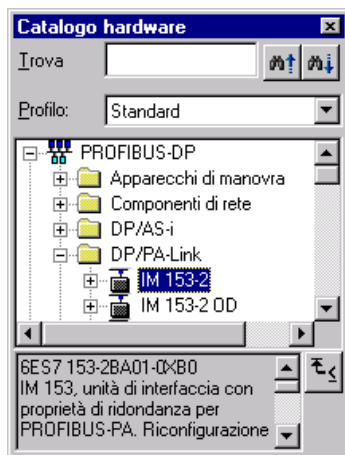 Catalogo hardware
Trova
Profilo: Standard
PROFIBUS-DP
Apparecchi di manovra
Componenti di rete
DP/AS-i
DP/PA-Link
IM 153-2
IM 153-2 OD
6ES7 153-2BA01-0XB0
IM 153, unità di interfaccia con
proprietà di ridondanza per
PROFIBUS-PA. Riconfigurazione